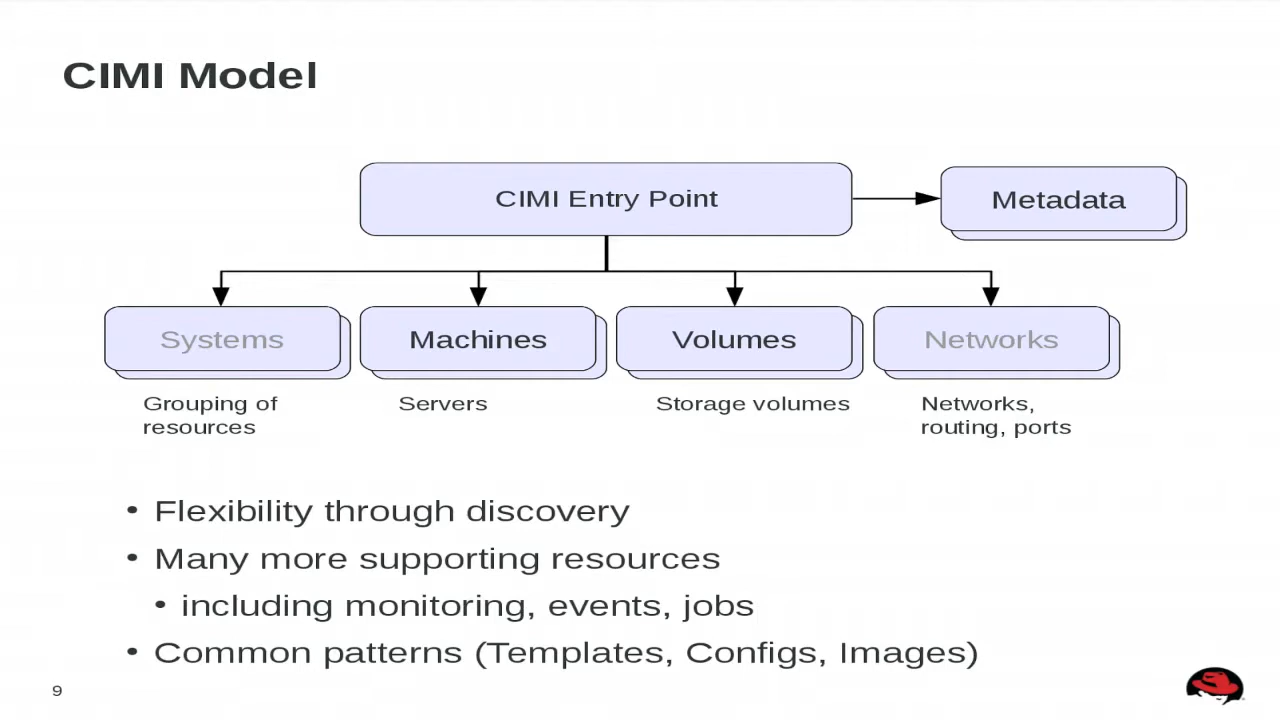 CIMI Model
CIMI Entry Point
Metadata
Systems
Machines
Volumes
Networks
Grouping of
resources
Servers
Storage volumes
Networks,
routing, ports
• Flexibility through discovery
• Many more supporting resources
• including monitoring, events, jobs
• Common patterns (Templates, Configs, Images)
9